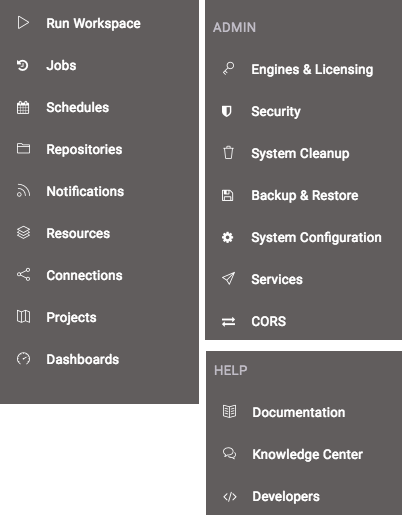 Run Workspace
Jobs
Schedules
Repositories
Notifications
Resources
Connections
Projects
Dashboards
ADMIN
Engines & Licensing
Security
System Cleanup
Backup & Restore
System Configuration
Services
CORS
HELP
Documentation
Knowledge Center
Developers